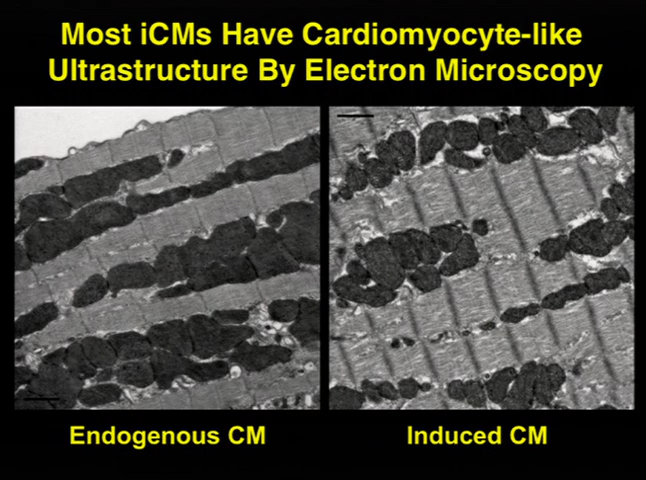 Most iCMs Have Cardiomyocyte-like
Ultrastructure By Electron Microscopy
Endogenous CM
Induced CM